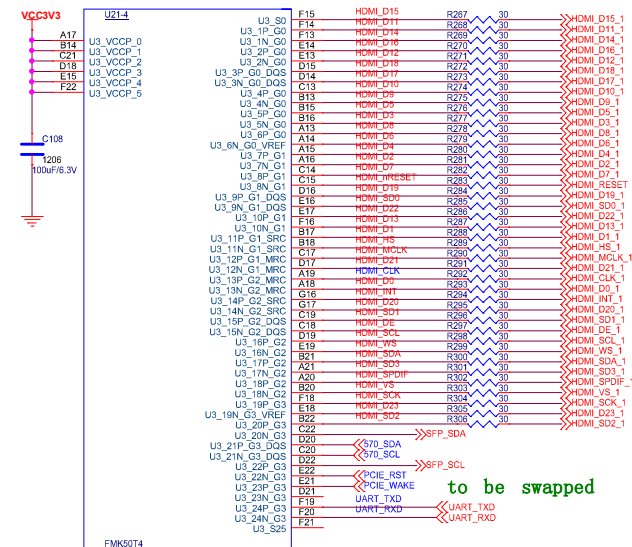 VCC3V3 U21-4
U3_S0 F15 HDMI_D15 R267 30 HDMI_D15_1
U3_1P_G0 F14 HDMI_D11 R268 30 HDMI_D11_1
A17 U3_VCCP_0 U3_1N_G0 F13 HDMI_D14 R269 30 HDMI_D14_1
B14 U3_VCCP_1 U3_2P_G0 E14 HDMI_D16 R270 30 HDMI_D16_1
C21 U3_VCCP_2 U3_2N_G0 E13 HDMI_D12 R271 30 HDMI_D12_1
D18 U3_VCCP_3 U3_3P_G0_DQS D15 HDMI_D18 R272 30 HDMI_D18_1
E15 U3_VCCP_4 U3_3N_G0_DQS D14 HDMI_D17 R273 30 HDMI_D17_1
F22 U3_VCCP_5 U3_4P_G0 C13 HDMI_D10 R274 30 HDMI_D10_1
U3_4N_G0 B13 HDMI_D9 R275 30 HDMI_D9_1
U3_5P_G0 B15 HDMI_D5 R276 30 HDMI_D5_1
U3_5N_G0 B16 HDMI_D3 R277 30 HDMI_D3_1
U3_6P_G0 A13 HDMI_D8 R278 30 HDMI_D8_1
C108 U3_6N_G0_VREF A14 HDMI_D6 R279 30 HDMI_D6_1
U3_7P_G1 A15 HDMI_D4 R280 30 HDMI_D4_1
1206 U3_7N_G1 A16 HDMI_D2 R281 30 HDMI_D2_1
100uF/6.3V U3_8P_G1 C14 HDMI_D7 R282 30 HDMI_D7_1
U3_8N_G1 C15 HDMI_nRESET R283 30 HDMI_RESET
U3_9P_G1_DQS D16 HDMI_D19 R284 30 HDMI_D19_1
U3_9N_G1_DQS E16 HDMI_SD0 R285 30 HDMI_SD0_1
U3_10P_G1 E17 HDMI_D22 R286 30 HDMI_D22_1
U3_10N_G1 F16 HDMI_D13 R287 30 HDMI_D13_1
U3_11P_G1_SRC B17 HDMI_D1 R288 30 HDMI_D1_1
U3_11N_G1_SRC B18 HDMI_HS R289 30 HDMI_HS_1
U3_12P_G1_MRC C17 HDMI_MCLK R290 30 HDMI_MCLK_1
U3_12N_G1_MRC D17 HDMI_D21 R291 30 HDMI_D21_1
U3_13P_G2_MRC A19 HDMI_CLK R292 30 HDMI_CLK_1
U3_13N_G2_MRC A18 HDMI_D0 R293 30 HDMI_D0_1
U3_14P_G2_SRC G16 HDMI_INT R294 30 HDMI_INT_1
U3_14N_G2_SRC G17 HDMI_D20 R295 30 HDMI_D20_1
U3_15P_G2_DQS C19 HDMI_SD1 R296 30 HDMI_SD1_1
U3_15N_G2_DQS C18 HDMI_DE R297 30 HDMI_DE_1
U3_16P_G2 D19 HDMI_SCL R298 30 HDMI_SCL_1
U3_16N_G2 E19 HDMI_WS R299 30 HDMI_WS_1
U3_17P_G2 B21 HDMI_SDA R300 30 HDMI_SDA_1
U3_17N_G2 A21 HDMI_SD3 R301 30 HDMI_SD3_1
U3_18P_G2 A20 HDMI_SPDIF R302 30 HDMI_SPDIF_
U3_18N_G2 B20 HDMI_VS R303 30 HDMI_VS_1
U3_19P_G3 F18 HDMI_SCK R304 30 HDMI_SCK_1
U3_19N_G3_VREF E18 HDMI_D23 R305 30 HDMI_D23_1
U3_20P_G3 B22 HDMI_SD2 R306 30 HDMI_SD2_1
U3_20N_G3 C22 SFP_SDA
U3_21P_G3_DQS D20 570_SDA
U3_21N_G3_DQS C20 570_SCL
U3_22P_G3 D22 SFP_SCL
U3_22N_G3 E22 PCIE_RST
U3_23P_G3 E21 PCIE_WAKE to be swapped
U3_23N_G3 D21
U3_24P_G3 F19 UART_TXD UART_TXD
U3_24N_G3 F20 UART_RXD UART_RXD
U3_S25 F21
FMK50T4